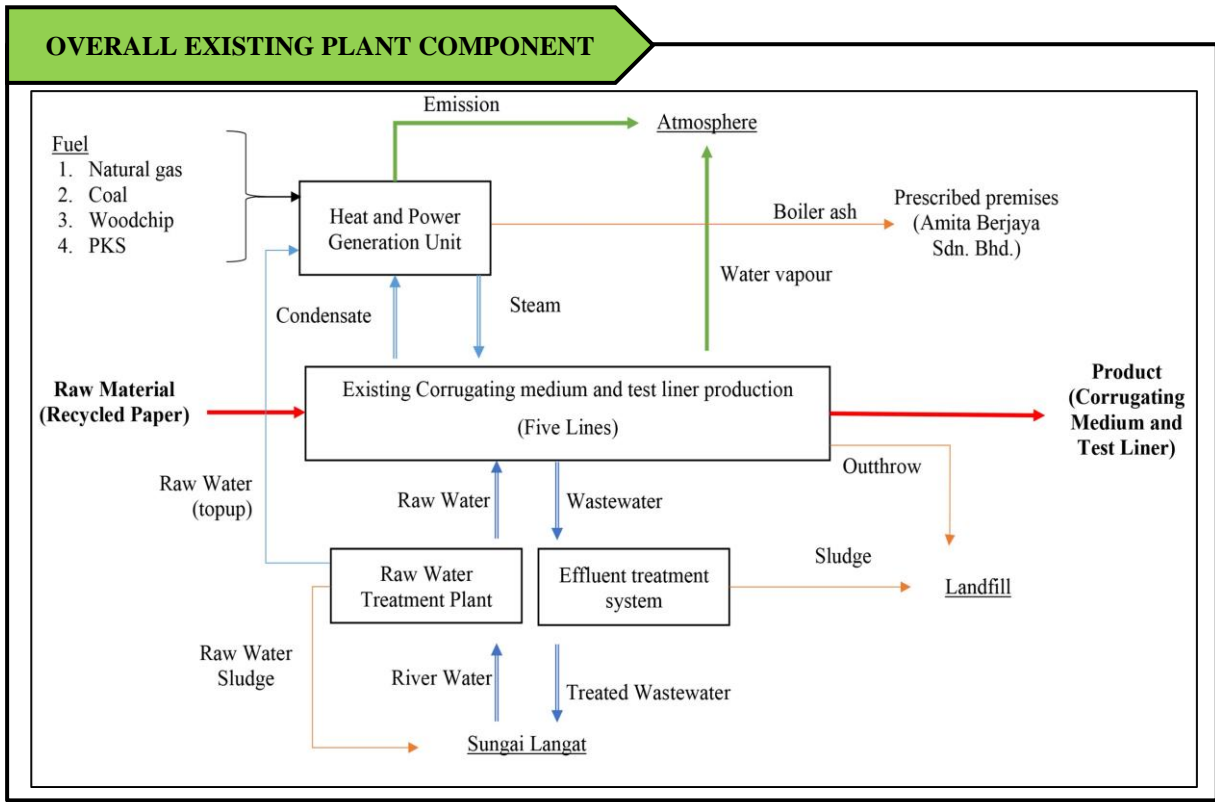 OVERALL EXISTING PLANT COMPONENT
Emission
Atmosphere
Fuel
1. Natural gas
2. Coal
3. Woodchip
4. PKS
Heat and Power
Generation Unit
Boiler ash
Prescribed premises
(Amita Berjaya
Sdn. Bhd.)
Water vapour
Condensate
Steam
Raw Material
(Recycled Paper)
Existing Corrugating medium and test liner production
(Five Lines)
Product
(Corrugating
Medium and
Test Liner)
Outthrow
Raw Water
(topup)
Raw Water
Wastewater
Raw Water
Treatment Plant
Effluent treatment
system
Sludge
Landfill
Raw Water
Sludge
River Water
Treated Wastewater
Sungai Langat